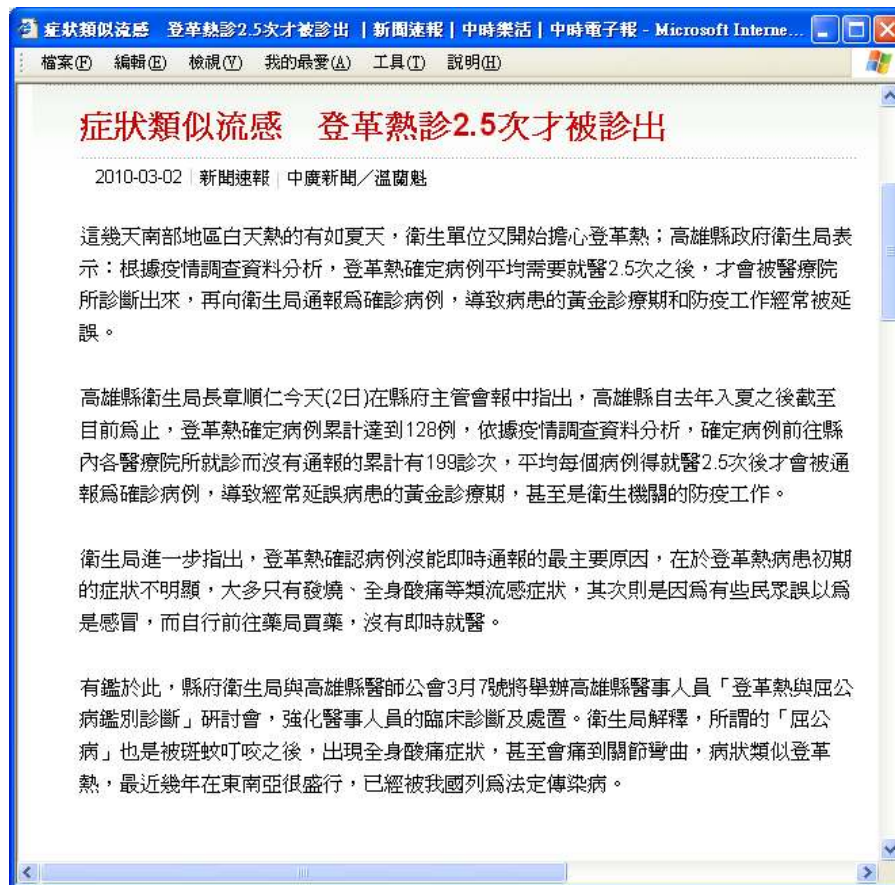 症狀類似流感　登革熱診2.5次才被診出 | 新聞速報 | 中時樂活 | 中時電子報 - Microsoft Interne...
檔案(F) 編輯(E) 檢視(V) 我的最愛(A) 工具(T) 說明(H)
症狀類似流感　登革熱診2.5次才被診出
2010-03-02 | 新聞速報 | 中廣新聞／溫蘭魁
這幾天南部地區白天熱的有如夏天，衛生單位又開始擔心登革熱；高雄縣政府衛生局表
示：根據疫情調查資料分析，登革熱確定病例平均需要就醫2.5次之後，才會被醫療院
所診斷出來，再向衛生局通報為確診病例，導致病患的黃金診療期和防疫工作經常被延
誤。
高雄縣衛生局長章順仁今天(2日)在縣府主管會報中指出，高雄縣自去年入夏之後截至
目前為止，登革熱確定病例累計達到128例，依據疫情調查資料分析，確定病例前往縣
內各醫療院所就診而沒有通報的累計有199診次，平均每個病例得就醫2.5次後才會被通
報為確診病例，導致經常延誤病患的黃金診療期，甚至是衛生機關的防疫工作。
衛生局進一步指出，登革熱確認病例沒能即時通報的最主要原因，在於登革熱病患初期
的症狀不明顯，大多只有發燒、全身酸痛等類流感症狀，其次則是因為有些民眾誤以為
是感冒，而自行前往藥局買藥，沒有即時就醫。
有鑑於此，縣府衛生局與高雄縣醫師公會3月7號將舉辦高雄縣醫事人員「登革熱與屈公
病鑑別診斷」研討會，強化醫事人員的臨床診斷及處置。衛生局解釋，所謂的「屈公
病」也是被斑蚊叮咬之後，出現全身酸痛症狀，甚至會痛到關節彎曲，病狀類似登革
熱，最近幾年在東南亞很盛行，已經被我國列為法定傳染病。